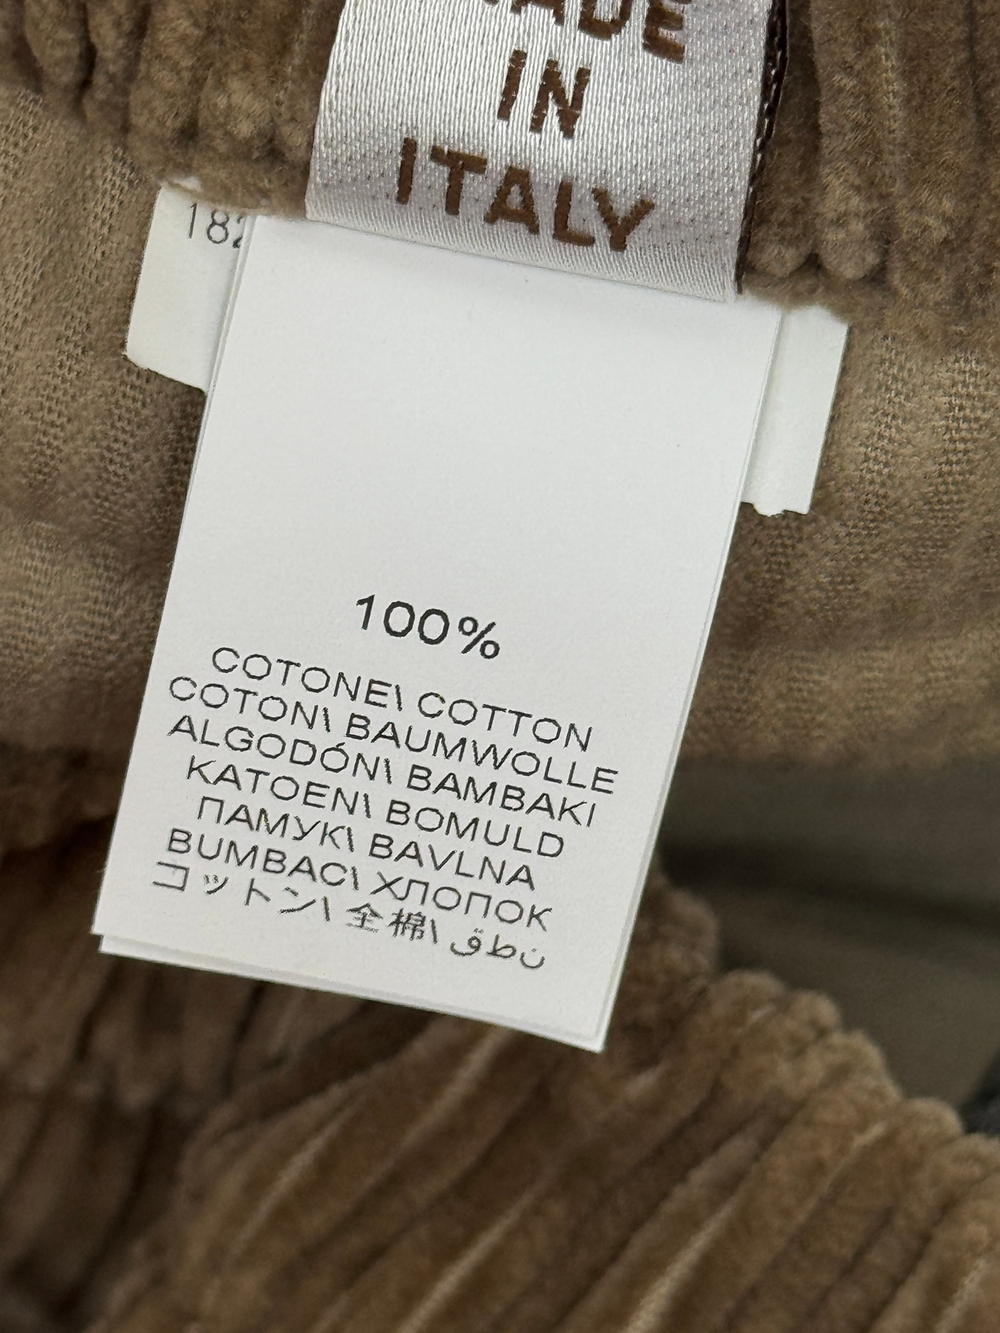 MADE
IN
ITALY
100%
COTONE\ COTTON
COTON\ BAUMWOLLE
ALGODÓN\ BAMBAKI
KATOEN\ BOMULD
ПАМУК\ BAVLNA
BUMBAC\ ХЛОПОК
コットン\ 全棉\ ن ط ق